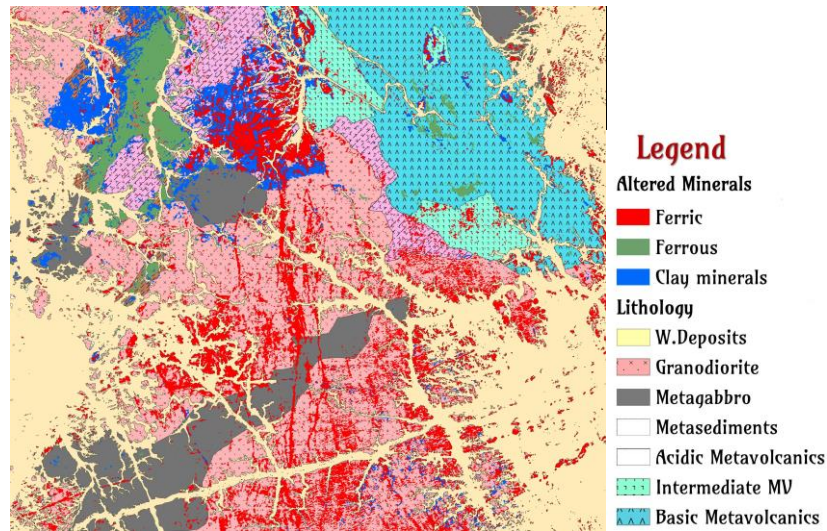 Legend
Altered Minerals
Ferric
Ferrous
Clay minerals
Lithology
W.Deposits
Granodiorite
Metagabbro
Metasediments
Acidic Metavolcanics
Intermediate MV
Basic Metavolcanics